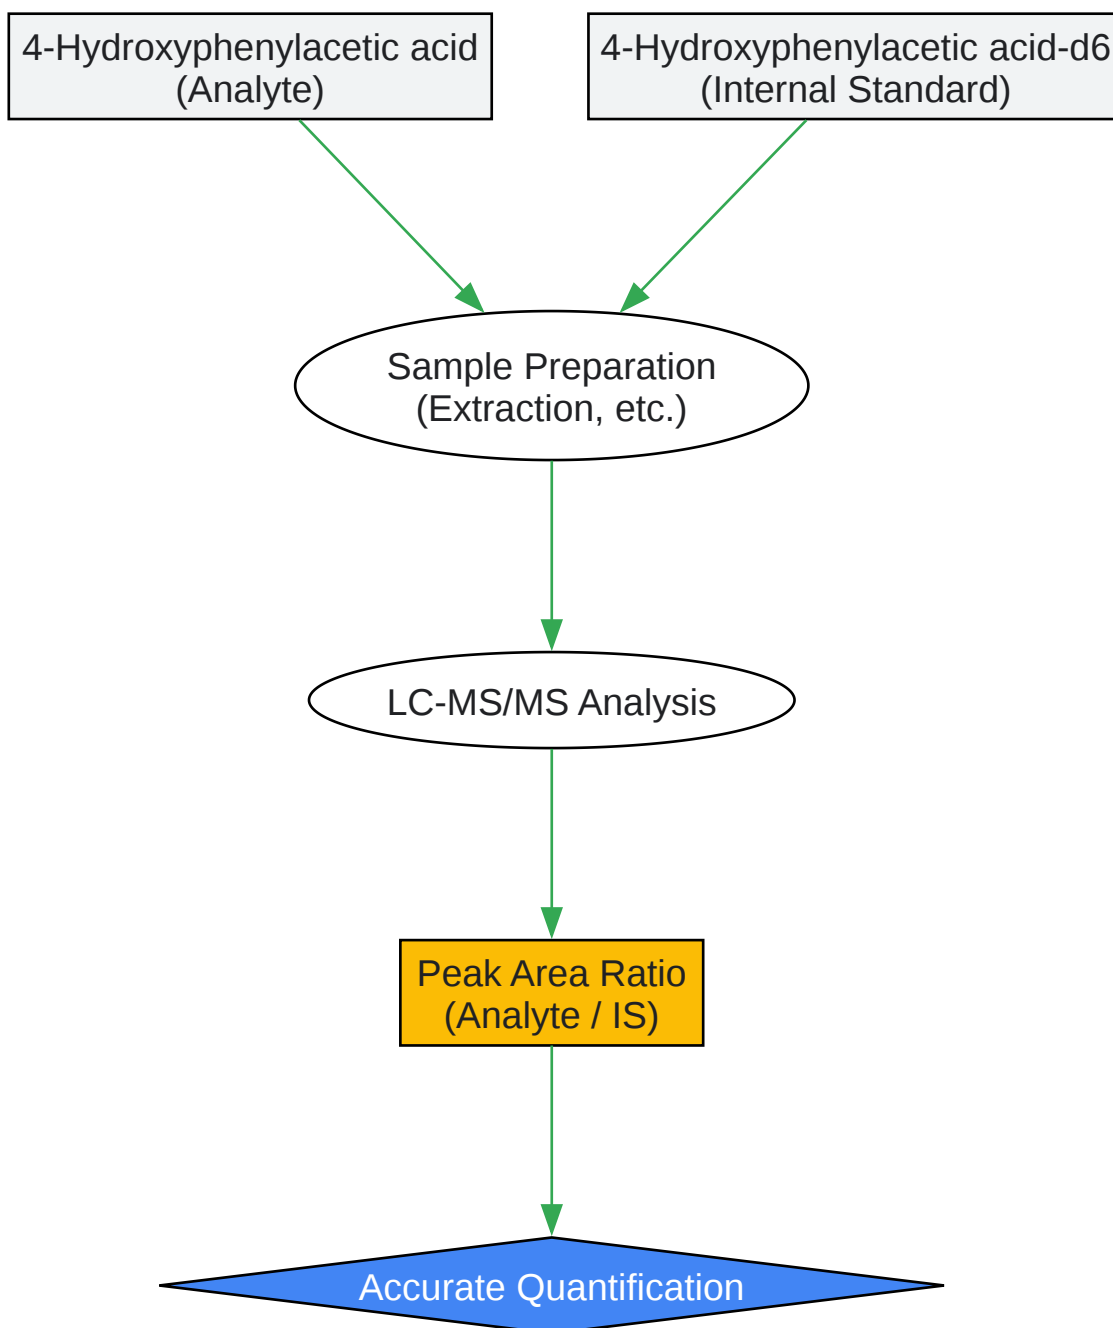 4-Hydroxyphenylacetic acid
(Analyte)
4-Hydroxyphenylacetic acid-d6
(Internal Standard)
Sample Preparation
(Extraction, etc.)
LC-MS/MS Analysis
Peak Area Ratio
(Analyte / IS)
Accurate Quantification